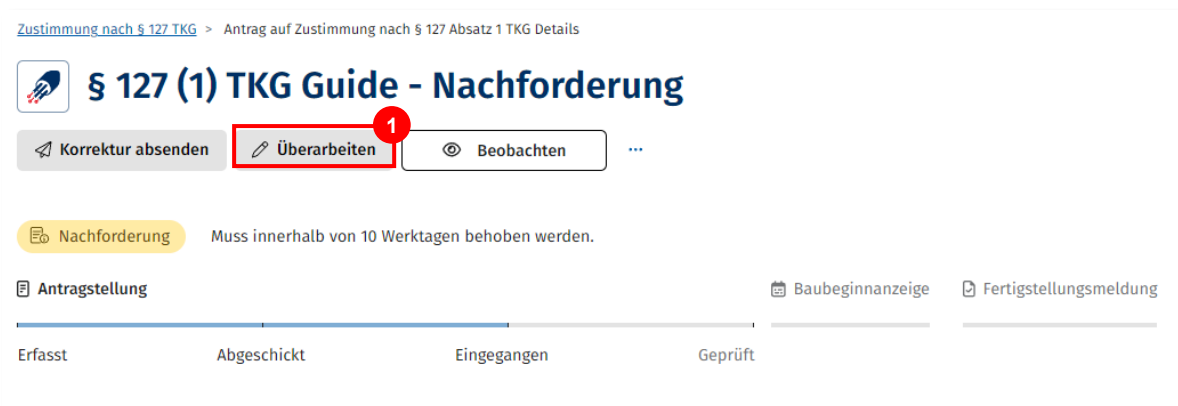 Zustimmung nach § 127 TKG > Antrag auf Zustimmung nach § 127 Absatz 1 TKG Details
§ 127 (1) TKG Guide - Nachforderung
1
Korrektur absenden Überarbeiten Beobachten ...
Nachforderung Muss innerhalb von 10 Werktagen behoben werden.
Antragstellung Baubeginnanzeige Fertigstellungsmeldung
Erfasst Abgeschickt Eingegangen Geprüft